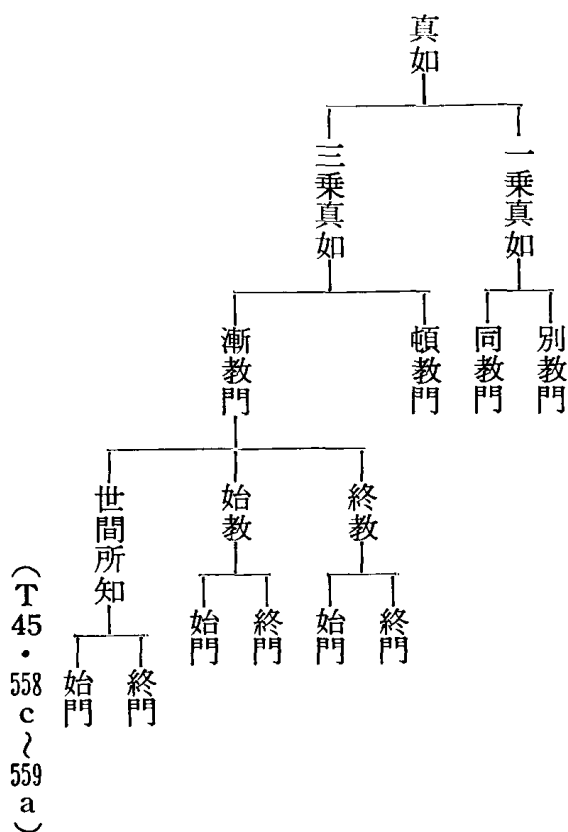 真如
一乗真如
三乗真如
別教門
同教門
頓教門
漸教門
終教
始教
世間所知
終門
始門
終門
始門
終門
始門
（T45・558c～559a）